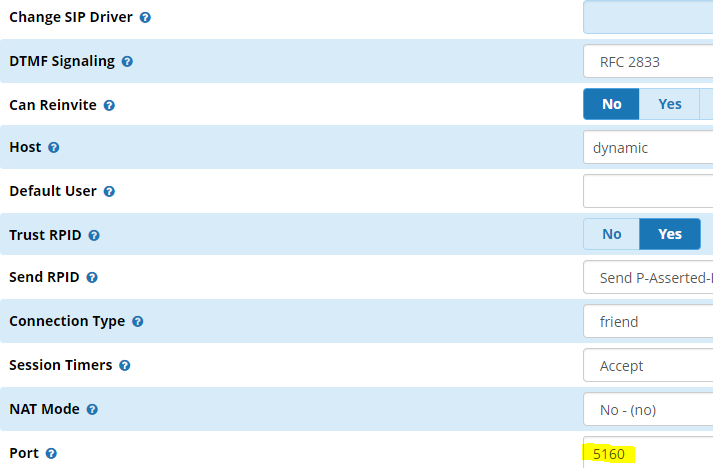 Change SIP Driver ?
DTMF Signaling ? RFC 2833
Can Reinvite ? No Yes
Host ? dynamic
Default User ?
Trust RPID ? No Yes
Send RPID ? Send P-Asserted-I
Connection Type ? friend
Session Timers ? Accept
NAT Mode ? No - (no)
Port ? 5160